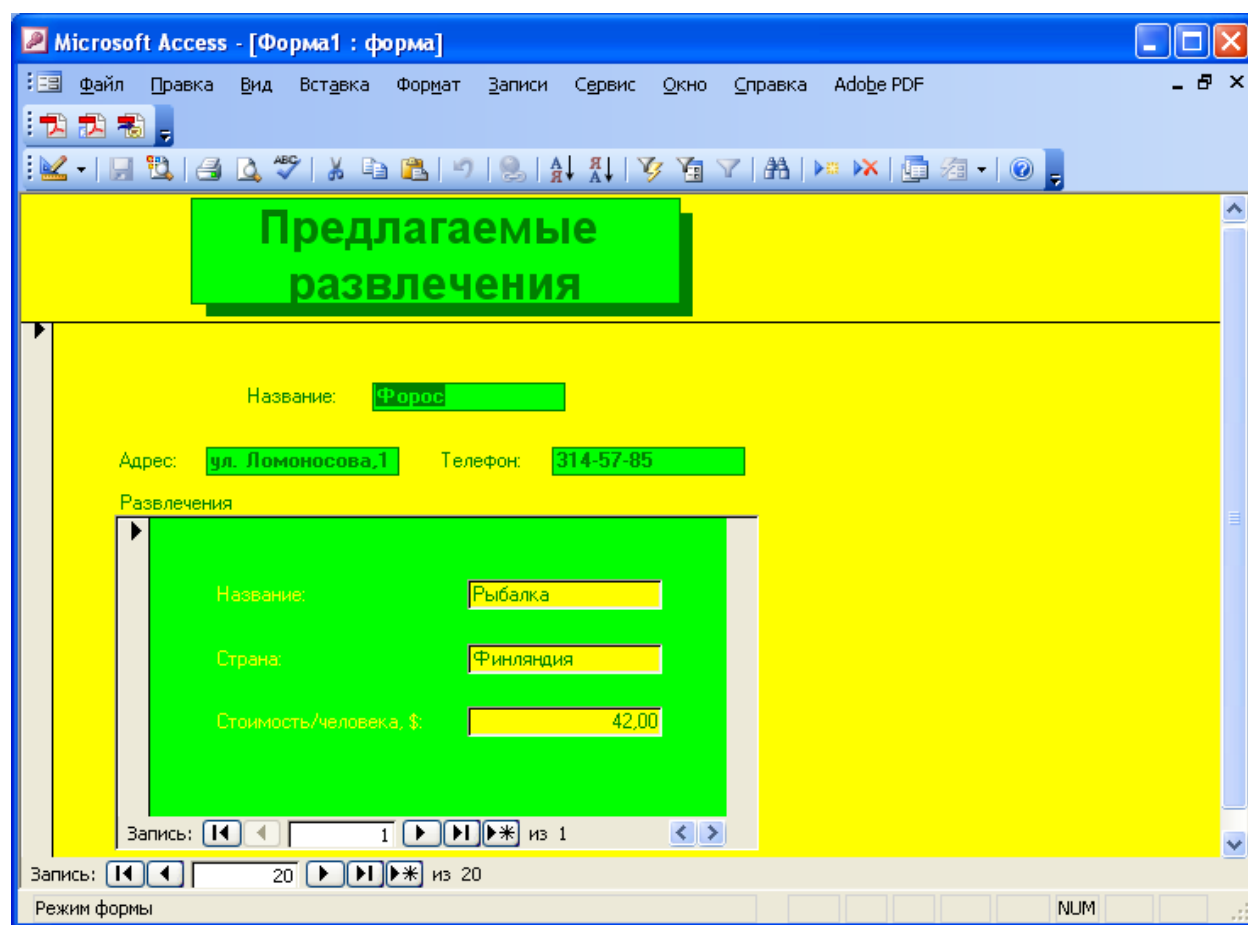 Microsoft Access - [Форма1 : форма]
Файл Правка Вид Вставка Формат Записи Сервис Окно Справка Adobe PDF
Предлагаемые
развлечения
Название: Форос
Адрес: ул. Ломоносова,1 Телефон: 314-57-85
Развлечения
Название: Рыбалка
Страна: Финляндия
Стоимость/человека, $: 42,00
Запись: 1 из 1
Запись: 20 из 20
Режим формы NUM